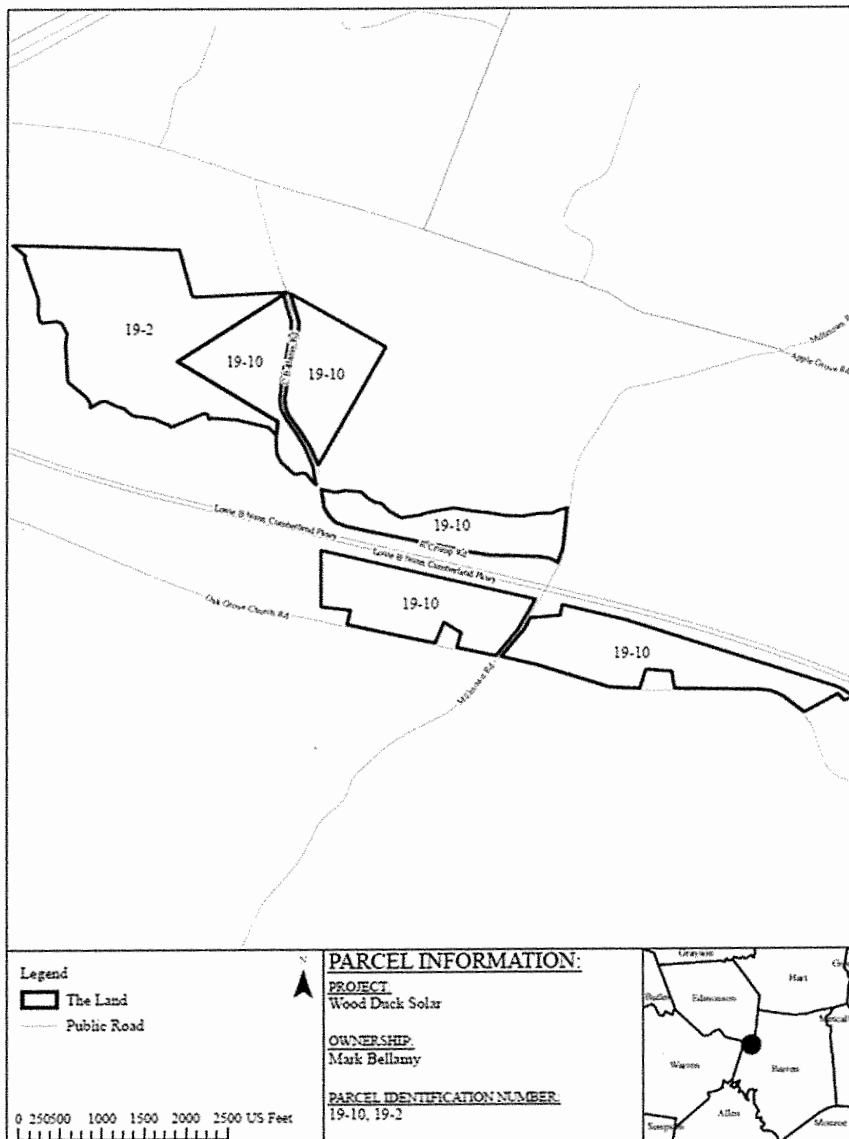 19-2
19-10
19-10
Apple Grove Rd
19-10
Louie B Nunn Cumberland Pkwy
Louie B Nunn Cumberland Pkwy
Oak Grove Church Rd
19-10
19-10
Legend
The Land
Public Road
N
0 250500 1000 1500 2000 2500 US Feet
PARCEL INFORMATION:
PROJECT:
Wood Duck Solar
OWNERSHIP:
Mark Bellamy
PARCEL IDENTIFICATION NUMBER:
19-10, 19-2
Grayson
Hart
Edmonson
Warren
Barren
Allen
Monroe